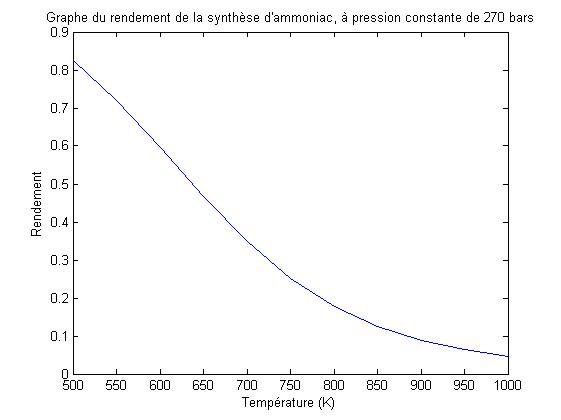 Graphe du rendement de la synthèse d'ammoniac, à pression constante de 270 bars
0.9
0.8
0.7
0.6
0.5
0.4
0.3
0.2
0.1
0
Rendement
500 550 600 650 700 750 800 850 900 950 1000
Température (K)